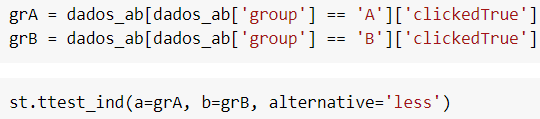 grA = dados_ab[dados_ab['group'] == 'A']['clickedTrue']
grB = dados_ab[dados_ab['group'] == 'B']['clickedTrue']
st.ttest_ind(a=grA, b=grB, alternative='less')